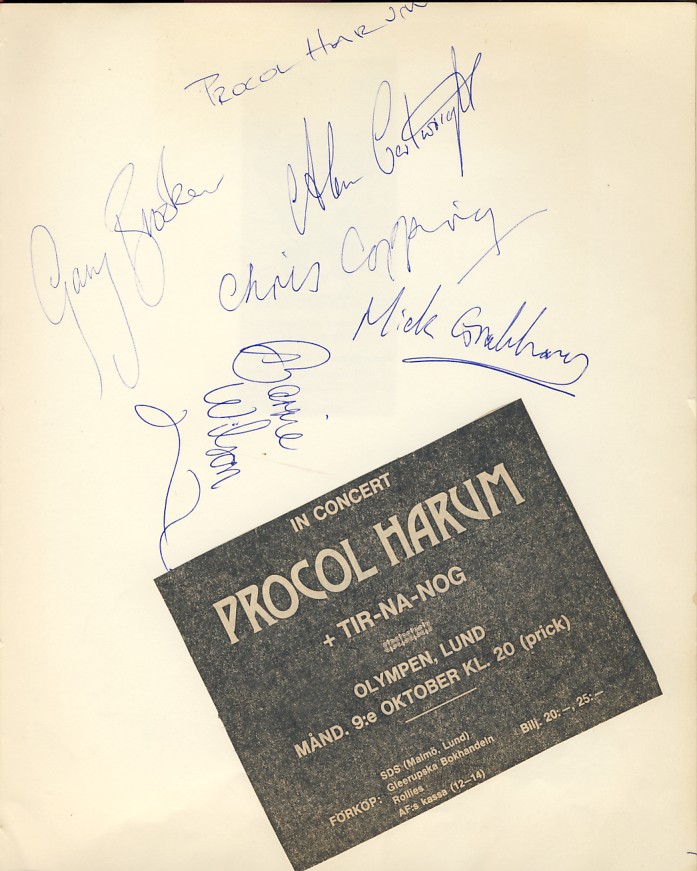 PROCOL HARUM
Alan Cartwright
Gary Brooker
Chris Copping
Mick Grabham
Barrie
Wilson
IN CONCERT
PROCOL HARUM
+ TIR-NA-NOG
OLYMPEN, LUND
MÅND. 9:e OKTOBER KL. 20 (prick)
Bilj. 20:-, 25:-
FÖRKÖP: SDS (Malmö, Lund)
Gleerupska Bokhandeln
Rollies
AF:s kassa (12-14)